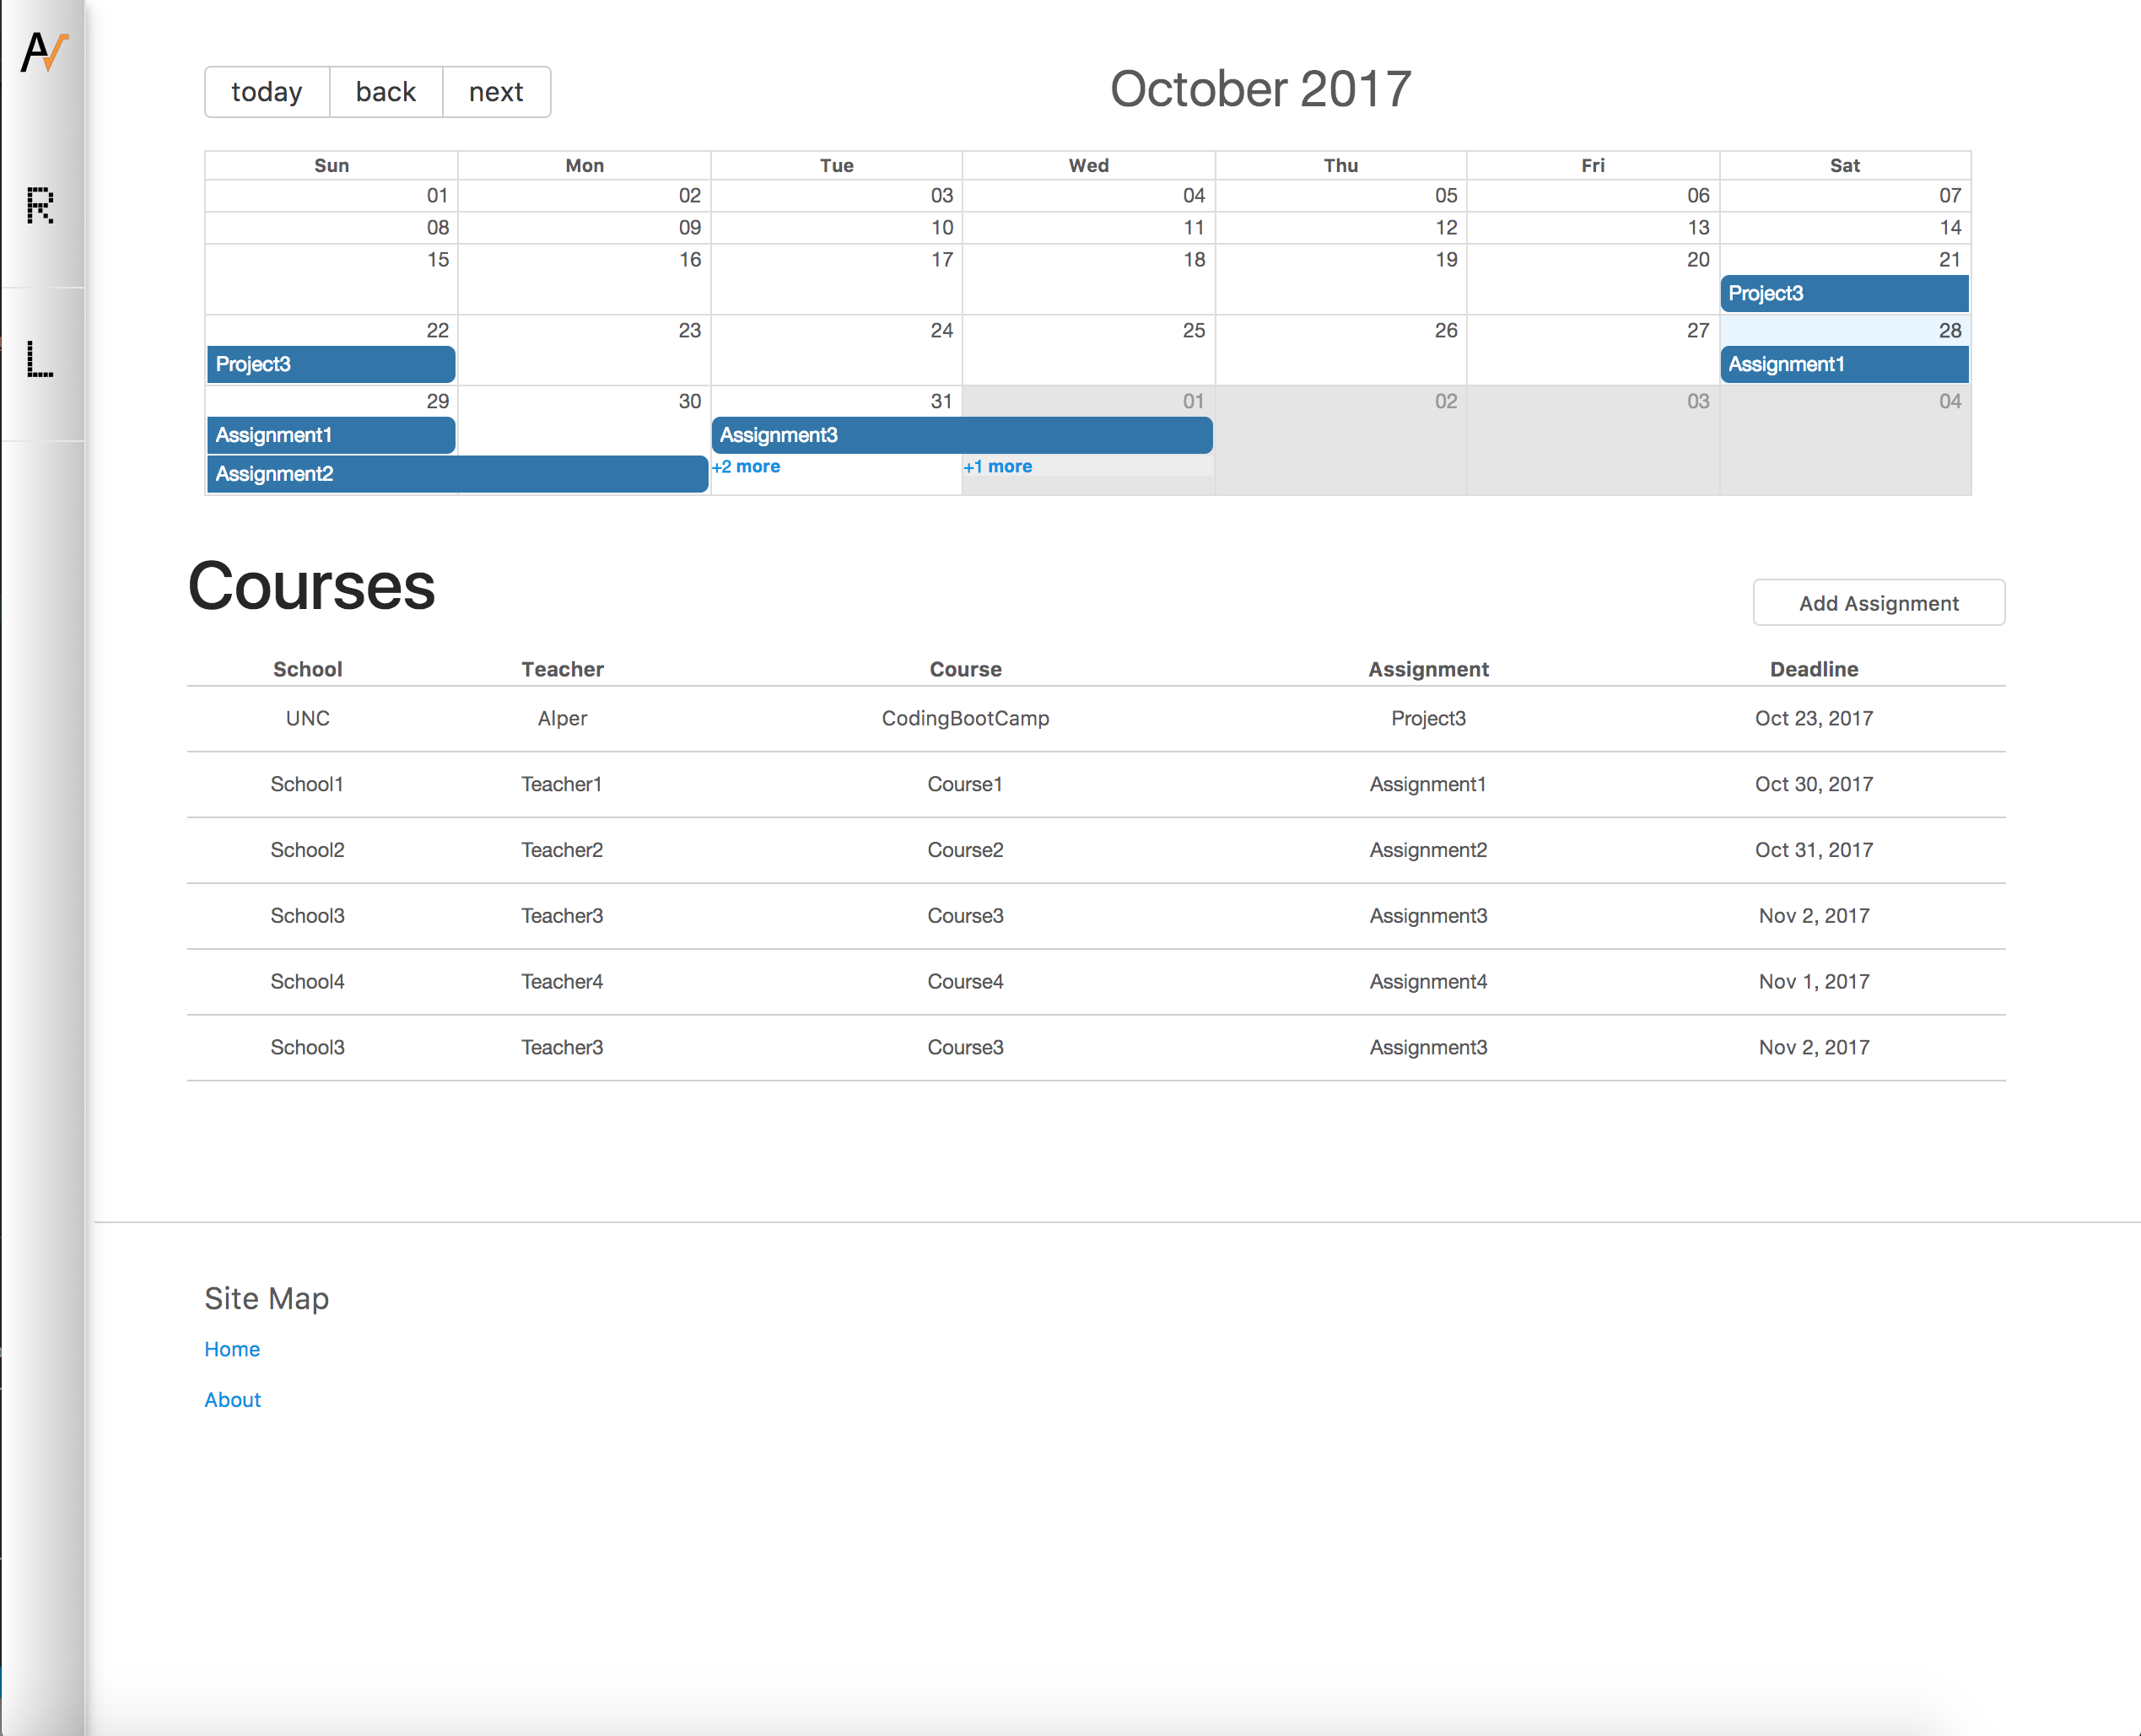 A
R
L
today back next
October 2017
Sun Mon Tue Wed Thu Fri Sat
01 02 03 04 05 06 07
08 09 10 11 12 13 14
15 16 17 18 19 20 21
Project3
22 23 24 25 26 27 28
Project3 Assignment1
29 30 31 01 02 03 04
Assignment1 Assignment3
Assignment2 +2 more +1 more
Courses
Add Assignment
School Teacher Course Assignment Deadline
UNC Alper CodingBootCamp Project3 Oct 23, 2017
School1 Teacher1 Course1 Assignment1 Oct 30, 2017
School2 Teacher2 Course2 Assignment2 Oct 31, 2017
School3 Teacher3 Course3 Assignment3 Nov 2, 2017
School4 Teacher4 Course4 Assignment4 Nov 1, 2017
School3 Teacher3 Course3 Assignment3 Nov 2, 2017
Site Map
Home
About